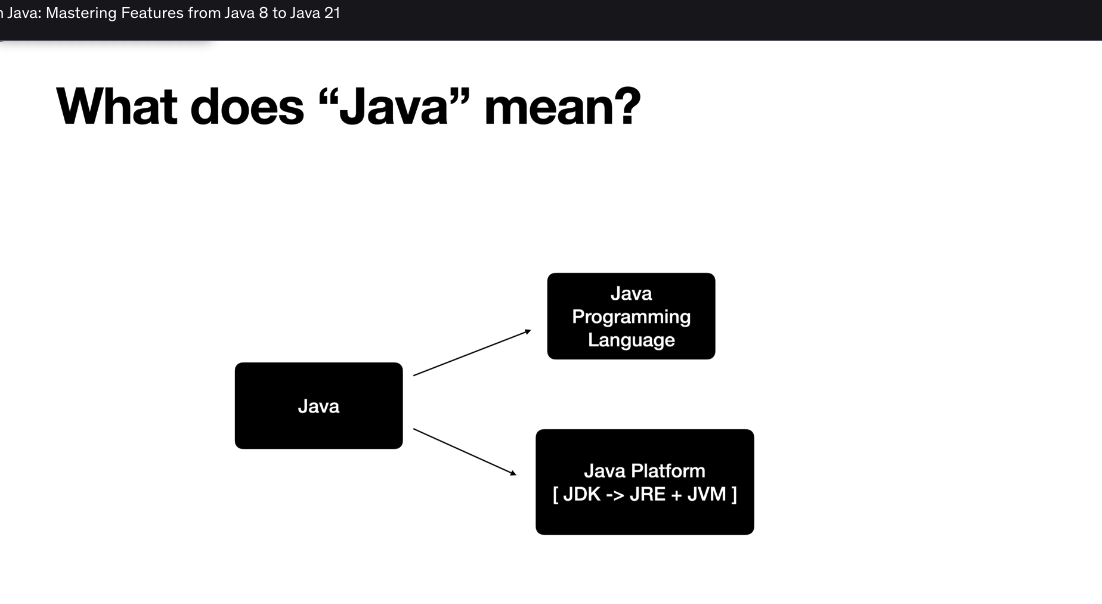 Java: Mastering Features from Java 8 to Java 21
What does “Java” mean?
Java
Programming
Language
Java
Java Platform
[ JDK -> JRE + JVM ]